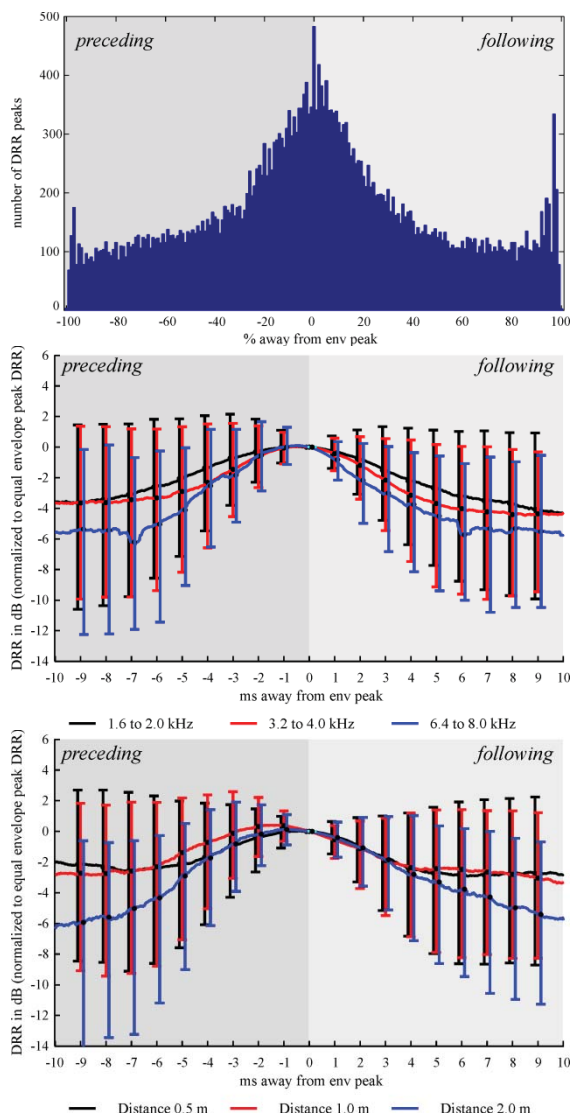 500
preceding
following
400
300
200
100
0
number of DRR peaks
-100 -80 -60 -40 -20 0 20 40 60 80 100
% away from env peak
6
preceding
following
4
2
0
-2
-4
-6
-8
-10
-12
-14
DRR in dB (normalized to equal envelope peak DRR)
-10 -9 -8 -7 -6 -5 -4 -3 -2 -1 0 1 2 3 4 5 6 7 8 9 10
ms away from env peak
1.6 to 2.0 kHz 3.2 to 4.0 kHz 6.4 to 8.0 kHz
6
preceding
following
4
2
0
-2
-4
-6
-8
-10
-12
-14
DRR in dB (normalized to equal envelope peak DRR)
-10 -9 -8 -7 -6 -5 -4 -3 -2 -1 0 1 2 3 4 5 6 7 8 9 10
ms away from env peak
Distance 0.5 m Distance 1.0 m Distance 2.0 m